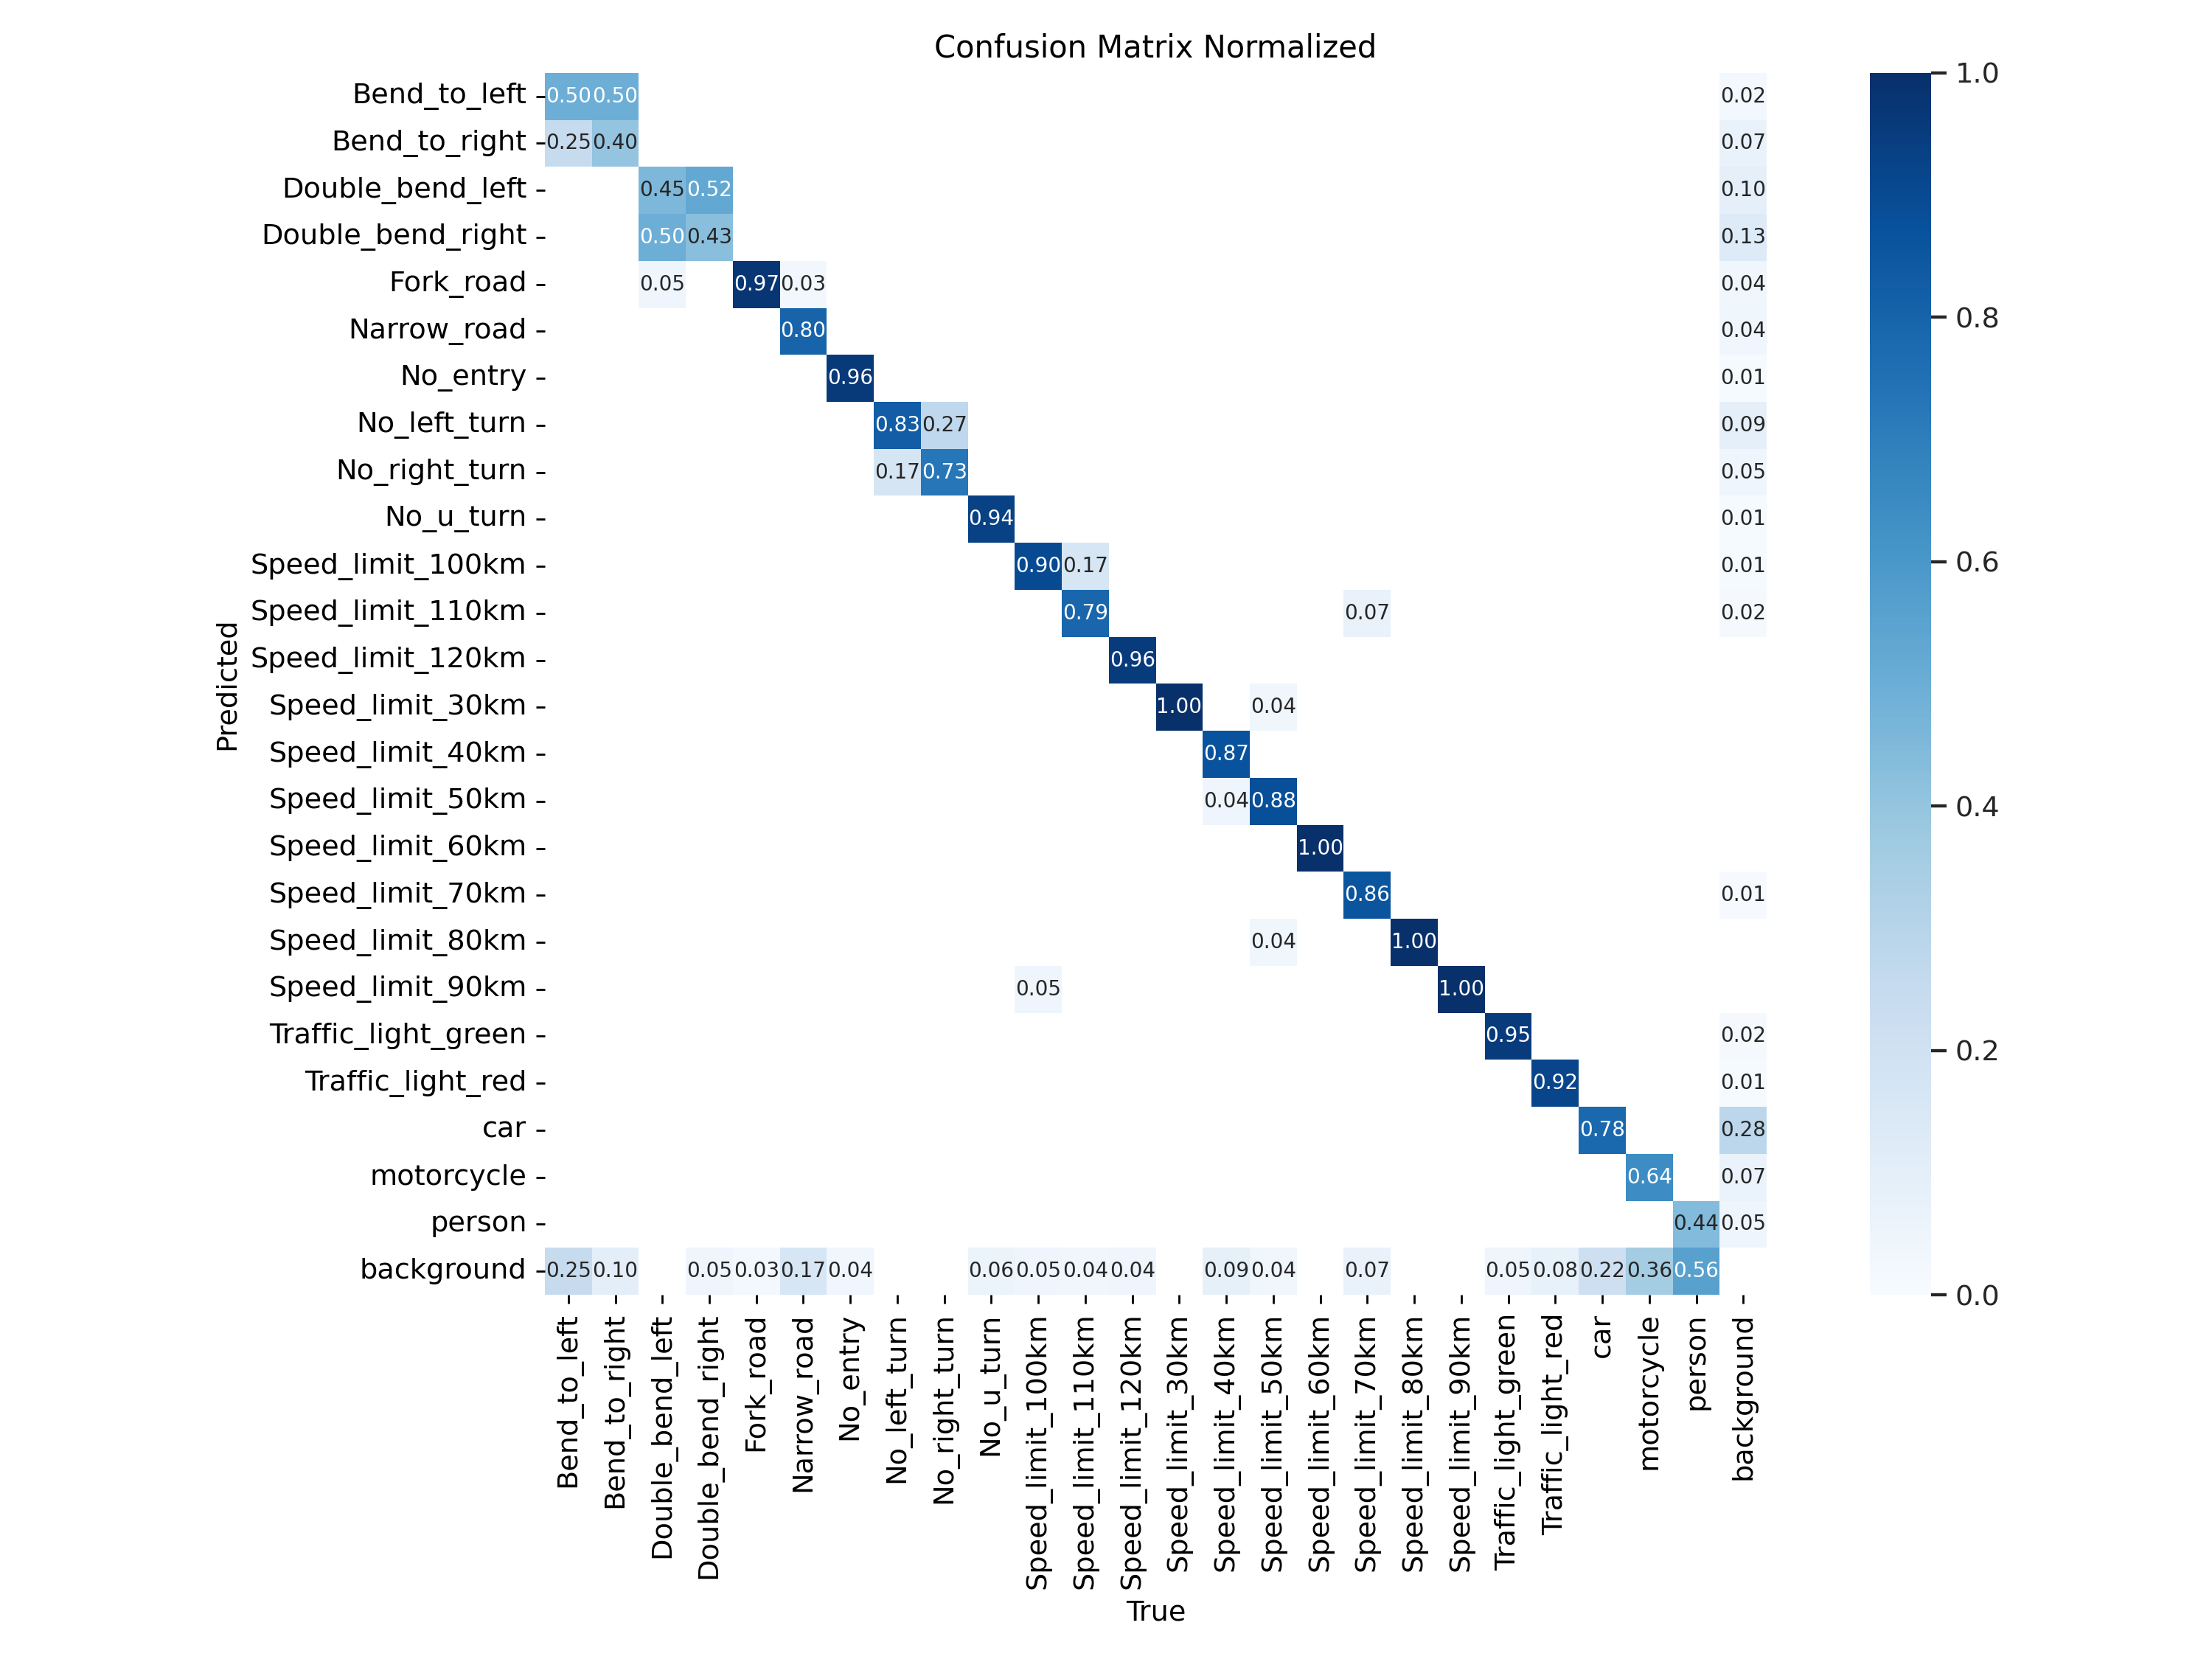 Confusion Matrix Normalized
Bend_to_left 0.50 0.50 0.02
Bend_to_right 0.25 0.40 0.07
Double_bend_left 0.45 0.52 0.10
Double_bend_right 0.50 0.43 0.13
Fork_road 0.05 0.97 0.03 0.04
Narrow_road 0.80 0.04
No_entry 0.96 0.01
No_left_turn 0.83 0.27 0.09
No_right_turn 0.17 0.73 0.05
No_u_turn 0.94 0.01
Speed_limit_100km 0.90 0.17 0.01
Speed_limit_110km 0.79 0.07 0.02
Speed_limit_120km 0.96
Speed_limit_30km 1.00 0.04
Speed_limit_40km 0.87
Speed_limit_50km 0.04 0.88
Speed_limit_60km 1.00
Speed_limit_70km 0.86 0.01
Speed_limit_80km 0.04 1.00
Speed_limit_90km 0.05 1.00
Traffic_light_green 0.95 0.02
Traffic_light_red 0.92 0.01
car 0.78 0.28
motorcycle 0.64 0.07
person 0.44 0.05
background 0.25 0.10 0.05 0.03 0.17 0.04 0.06 0.05 0.04 0.04 0.09 0.04 0.07 0.05 0.08 0.22 0.36 0.56
Predicted
Bend_to_left
Bend_to_right
Double_bend_left
Double_bend_right
Fork_road
Narrow_road
No_entry
No_left_turn
No_right_turn
No_u_turn
Speed_limit_100km
Speed_limit_110km
Speed_limit_120km
Speed_limit_30km
Speed_limit_40km
Speed_limit_50km
Speed_limit_60km
Speed_limit_70km
Speed_limit_80km
Speed_limit_90km
Traffic_light_green
Traffic_light_red
car
motorcycle
person
background
True
1.0
0.8
0.6
0.4
0.2
0.0